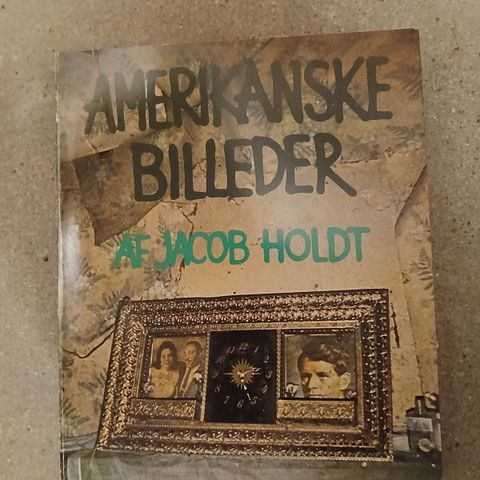 AMERIKANSKE
BILLEDER
AF JACOB HOLDT